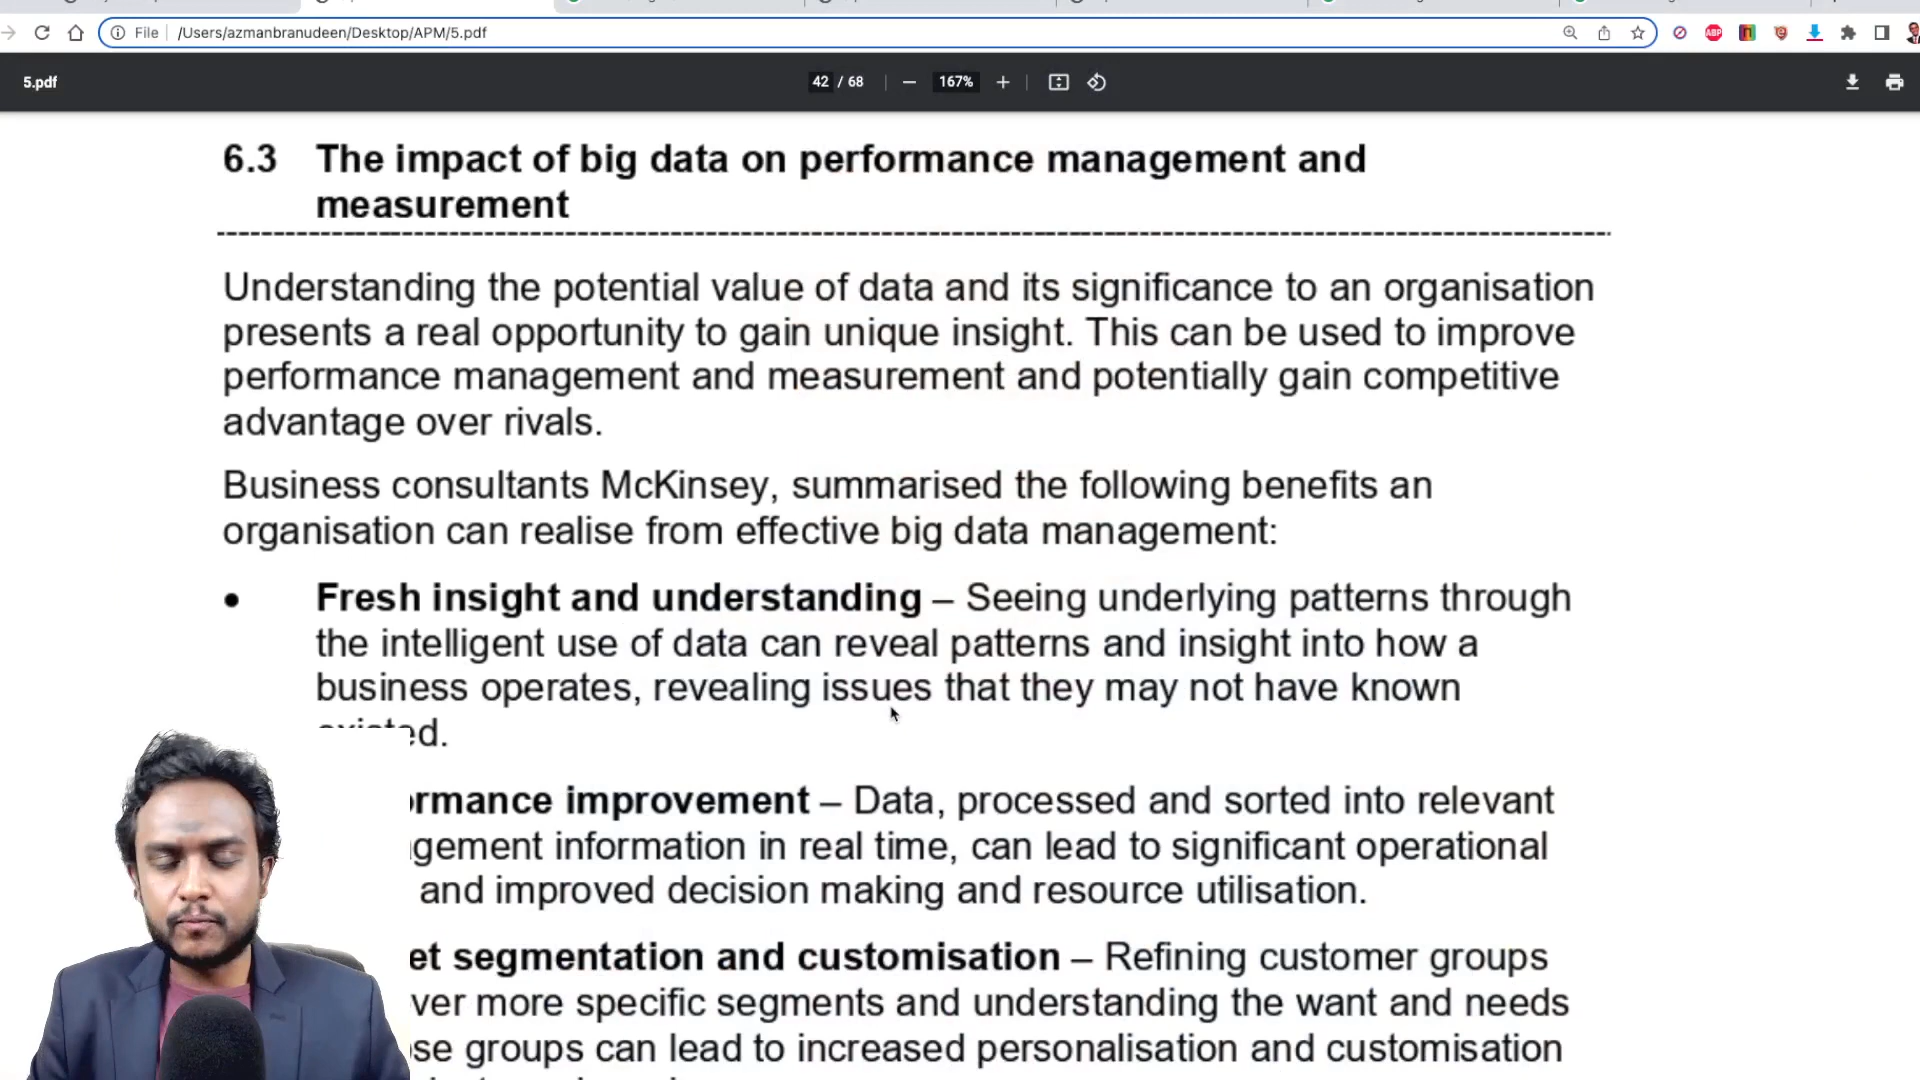 File
/Users/azmanbranudeen/Desktop/APM/5.pdf
ABP
5.pdf
42 / 68
167%
6.3 The impact of big data on performance management and
measurement
Understanding the potential value of data and its significance to an organisation
presents a real opportunity to gain unique insight. This can be used to improve
performance management and measurement and potentially gain competitive
advantage over rivals.
Business consultants McKinsey, summarised the following benefits an
organisation can realise from effective big data management:
• Fresh insight and understanding – Seeing underlying patterns through
the intelligent use of data can reveal patterns and insight into how a
business operates, revealing issues that they may not have known
existed.
rmance improvement – Data, processed and sorted into relevant
gement information in real time, can lead to significant operational
and improved decision making and resource utilisation.
et segmentation and customisation – Refining customer groups
ver more specific segments and understanding the want and needs
se groups can lead to increased personalisation and customisation